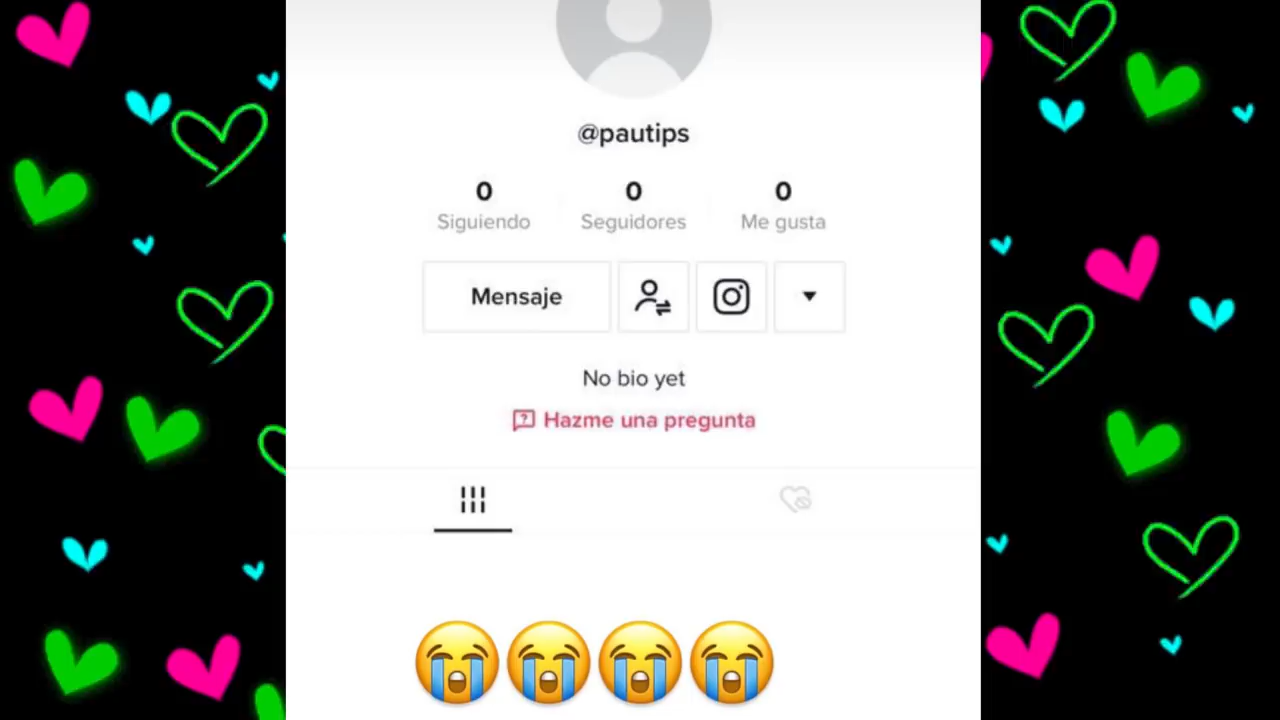 @pautips
0 0 0
Siguiendo Seguidores Me gusta
Mensaje
No bio yet
Hazme una pregunta